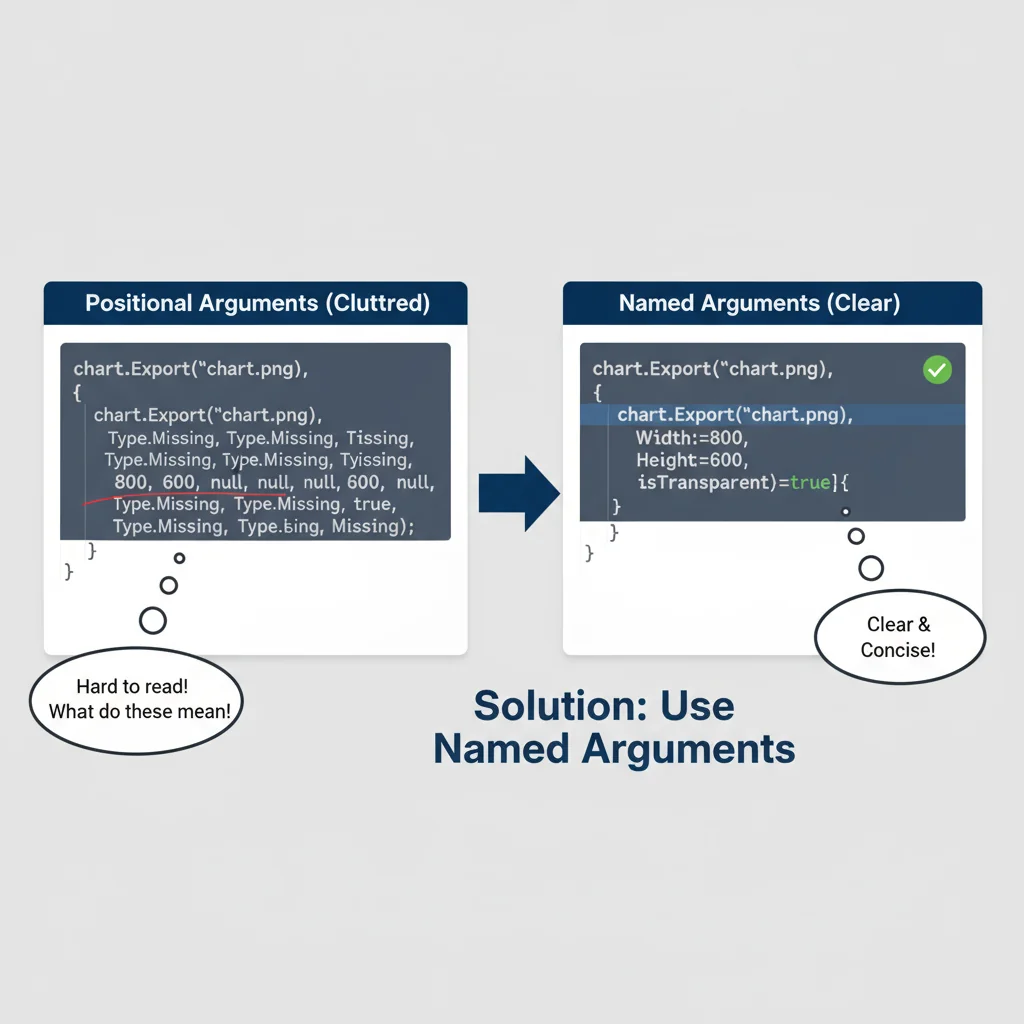 Positional Arguments (Cluttred)
chart.Export("chart.png),
{
chart.Export("chart.png),
Type.Missing, Type.Missing, Tissing,
Type.Missing, Type.Missing, Tyissing,
800, 600, null, null, null, 600, null,
Type.Missing, Type.Missing, true,
Type.Missing, Type.ƚing, Missing);
}
}
Hard to read!
What do these mean!
Named Arguments (Clear)
chart.Export("chart.png),
{
chart.Export("chart.png),
Width:=800,
Height:=600,
isTransparent)=true]{
}
}
}
Clear &
Concise!
Solution: Use
Named Arguments